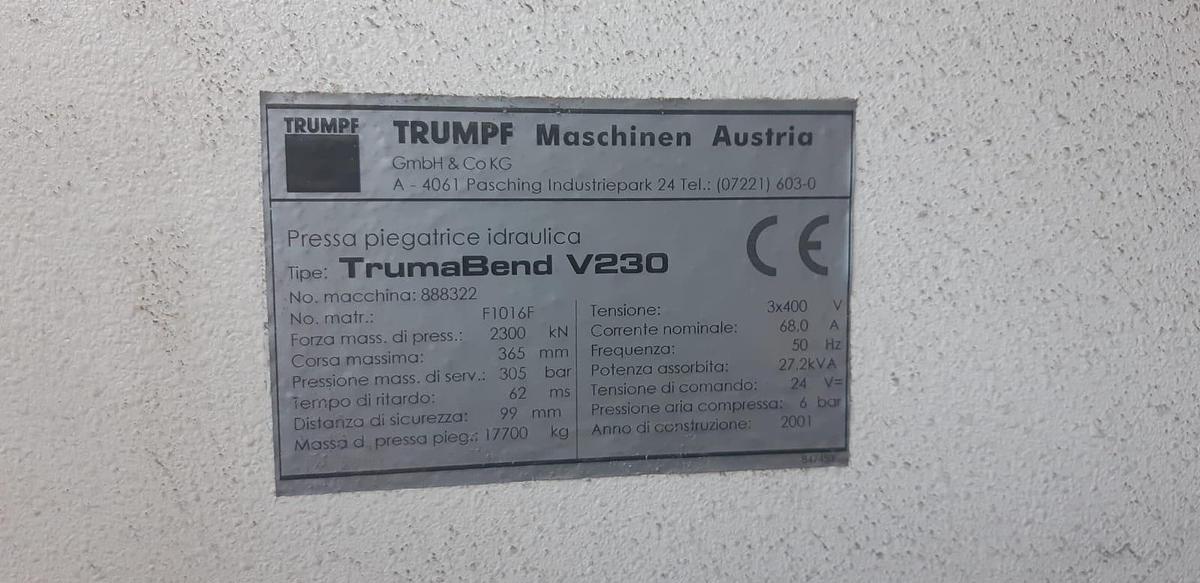 TRUMPF
TRUMPF Maschinen Austria
GmbH & Co KG
A - 4061 Pasching Industriepark 24 Tel.: (07221) 603-0
CE
Pressa piegatrice idraulica
Tipe: TrumaBend V230
No. macchina: 888322
No. matr.: F1016F
Forza mass. di press.: 2300 kN
Corsa massima: 365 mm
Pressione mass. di serv.: 305 bar
Tempo di ritardo: 62 ms
Distanza di sicurezza: 99 mm
Massa d. pressa pieg.: 17700 kg
Tensione: 3x400 V
Corrente nominale: 68,0 A
Frequenza: 50 Hz
Potenza assorbita: 27.2kVA
Tensione di comando: 24 V=
Pressione aria compressa: 6 bar
Anno di construzione: 2001